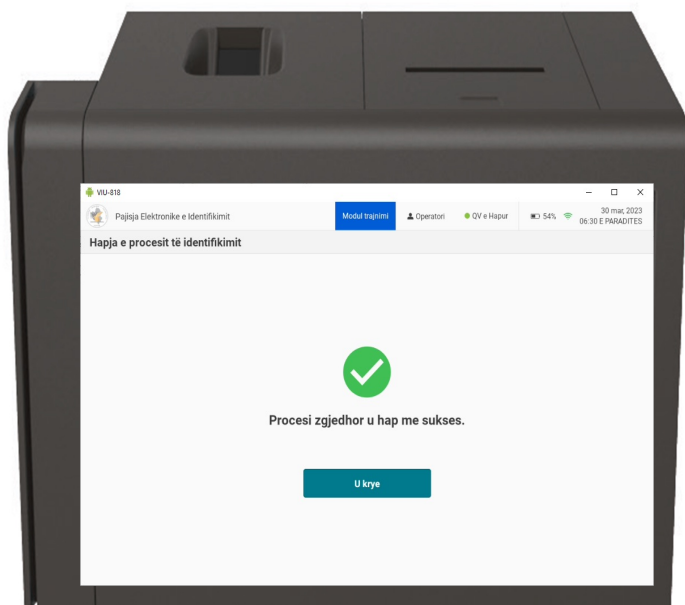 VIU-818
Pajisja Elektronike e Identifikimit
Modul trajnimi
Operatori
QV e Hapur
54%
30 mar, 2023
06:30 E PARADITES
Hapja e procesit të identifikimit
Procesi zgjedhor u hap me sukses.
U krye